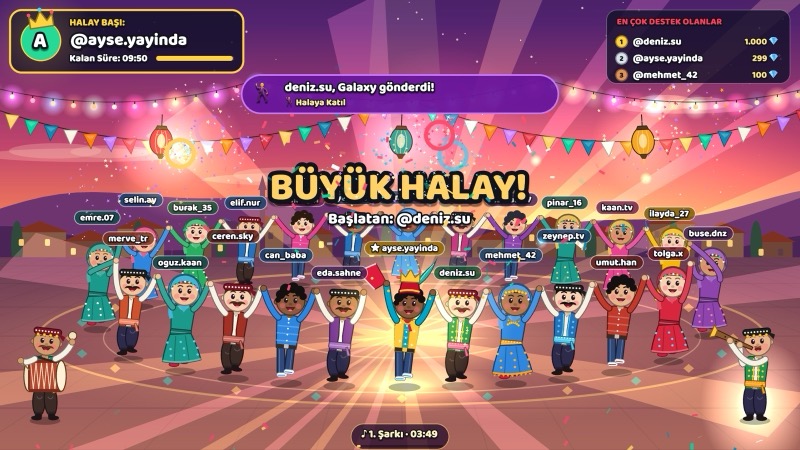 HALAY BAŞI:
A
@ayse.yayinda
Kalan Süre: 09:50
EN ÇOK DESTEK OLANLAR
1 @deniz.su 1.000
2 @ayse.yayinda 299
3 @mehmet_42 100
deniz.su, Galaxy gönderdi!
Halaya Katıl
BÜYÜK HALAY!
Başlatan: @deniz.su
selin.ay
burak_35
elif.nur
pinar_16
kaan.tv
ilayda_27
emre.07
merve_tr
ceren.sky
zeynep.tv
buse.dnz
oguz.kaan
can_baba
ayse.yayinda
mehmet_42
umut.han
tolga.x
eda.sahne
deniz.su
♪ 1. Şarkı · 03:49